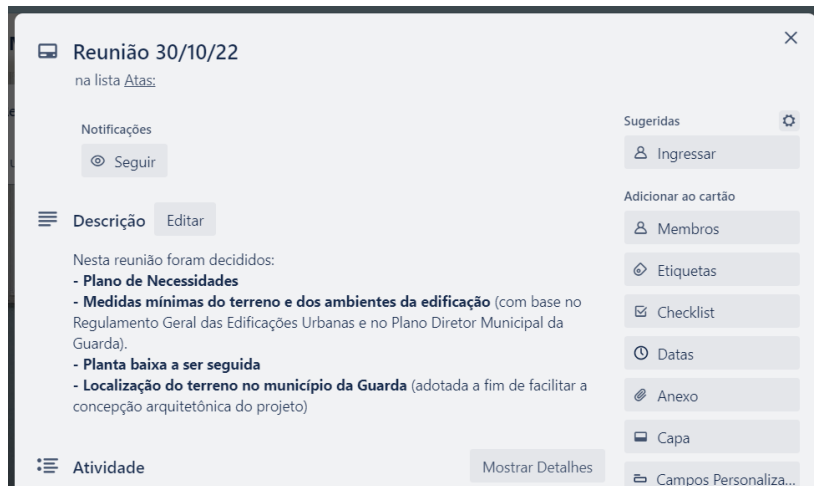 Reunião 30/10/22
na lista Atas:
Notificações
Seguir
Descrição
Editar
Nesta reunião foram decididos:
- Plano de Necessidades
- Medidas mínimas do terreno e dos ambientes da edificação (com base no
Regulamento Geral das Edificações Urbanas e no Plano Diretor Municipal da
Guarda).
- Planta baixa a ser seguida
- Localização do terreno no município da Guarda (adotada a fim de facilitar a
concepção arquitetônica do projeto)
Atividade
Mostrar Detalhes
Sugeridas
Ingressar
Adicionar ao cartão
Membros
Etiquetas
Checklist
Datas
Anexo
Capa
Campos Personaliza...